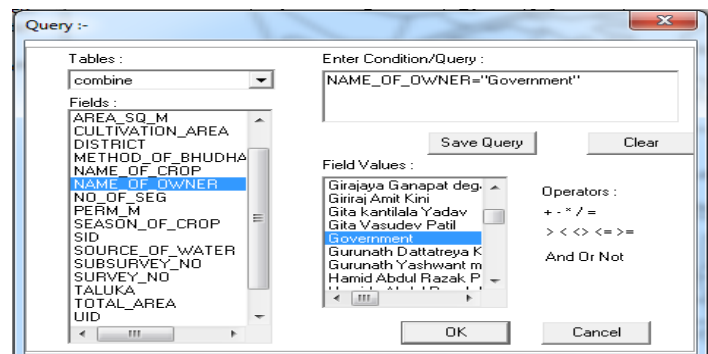 Query :-
Tables :
combine
Fields :
AREA_SQ_M
CULTIVATION_AREA
DISTRICT
METHOD_OF_BHUDHA
NAME_OF_CROP
NAME_OF_OWNER
NO_OF_SEG
PERM_M
SEASON_OF_CROP
SID
SOURCE_OF_WATER
SUBSURVEY_NO
SURVEY_NO
TALUKA
TOTAL_AREA
UID
Enter Condition/Query :
NAME_OF_OWNER="Government"
Save Query
Clear
Field Values :
Girajaya Ganapat deg.
Giriraj Amit Kini
Gita kantilala Yadav
Gita Vasudev Patil
Government
Gurunath Dattatreya K
Gurunath Yashwant m
Hamid Abdul Razak P
Operators :
+ - * / =
> < <> <= >=
And Or Not
OK
Cancel